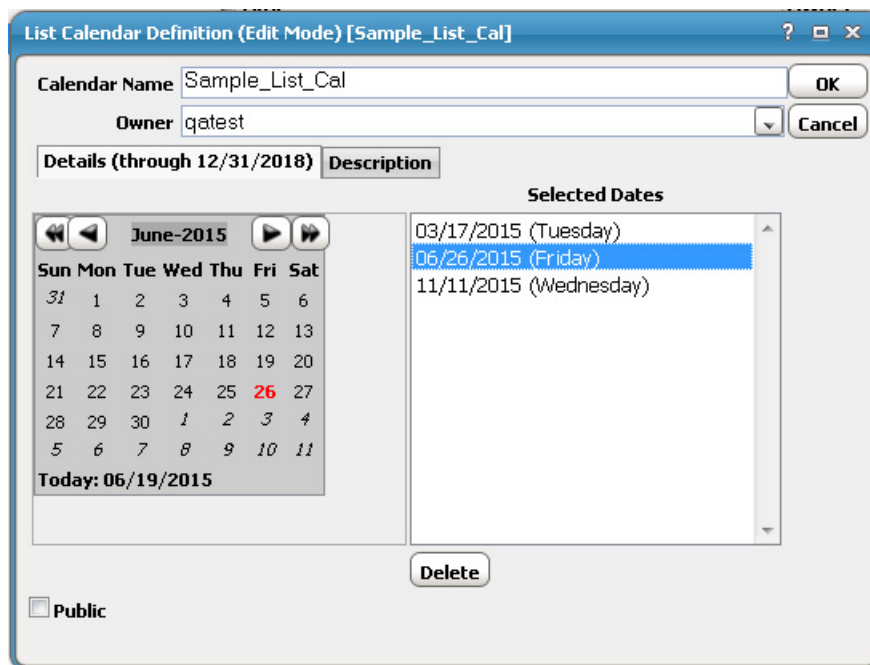 List Calendar Definition (Edit Mode) [Sample_List_Cal] ?
Calendar Name Sample_List_Cal OK
Owner qatest Cancel
Details (through 12/31/2018) Description
Selected Dates
June-2015
Sun Mon Tue Wed Thu Fri Sat
31 1 2 3 4 5 6
7 8 9 10 11 12 13
14 15 16 17 18 19 20
21 22 23 24 25 26 27
28 29 30 1 2 3 4
5 6 7 8 9 10 11
Today: 06/19/2015
03/17/2015 (Tuesday)
06/26/2015 (Friday)
11/11/2015 (Wednesday)
Delete
Public